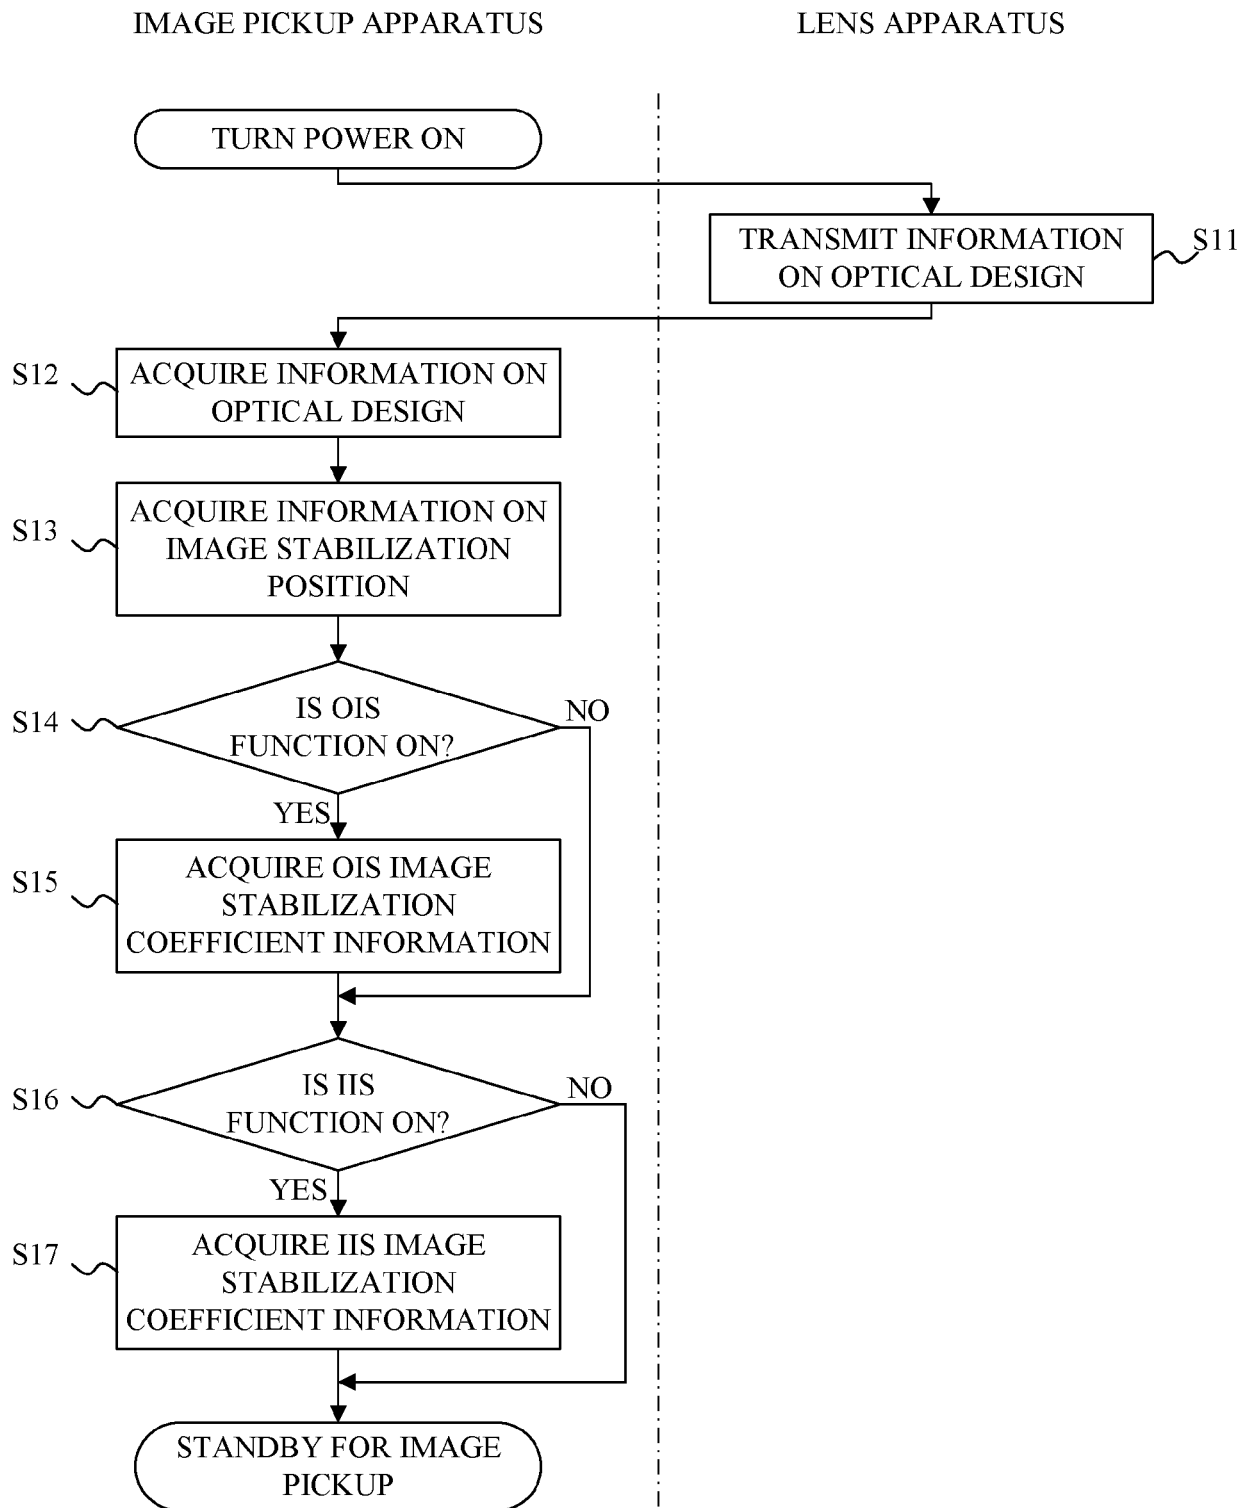 IMAGE PICKUP APPARATUS
LENS APPARATUS
TURN POWER ON
TRANSMIT INFORMATION
ON OPTICAL DESIGN
S11
S12
ACQUIRE INFORMATION ON
OPTICAL DESIGN
S13
ACQUIRE INFORMATION ON
IMAGE STABILIZATION
POSITION
S14
IS OIS
FUNCTION ON?
NO
YES
S15
ACQUIRE OIS IMAGE
STABILIZATION
COEFFICIENT INFORMATION
S16
IS IIS
FUNCTION ON?
NO
YES
S17
ACQUIRE IIS IMAGE
STABILIZATION
COEFFICIENT INFORMATION
STANDBY FOR IMAGE
PICKUP